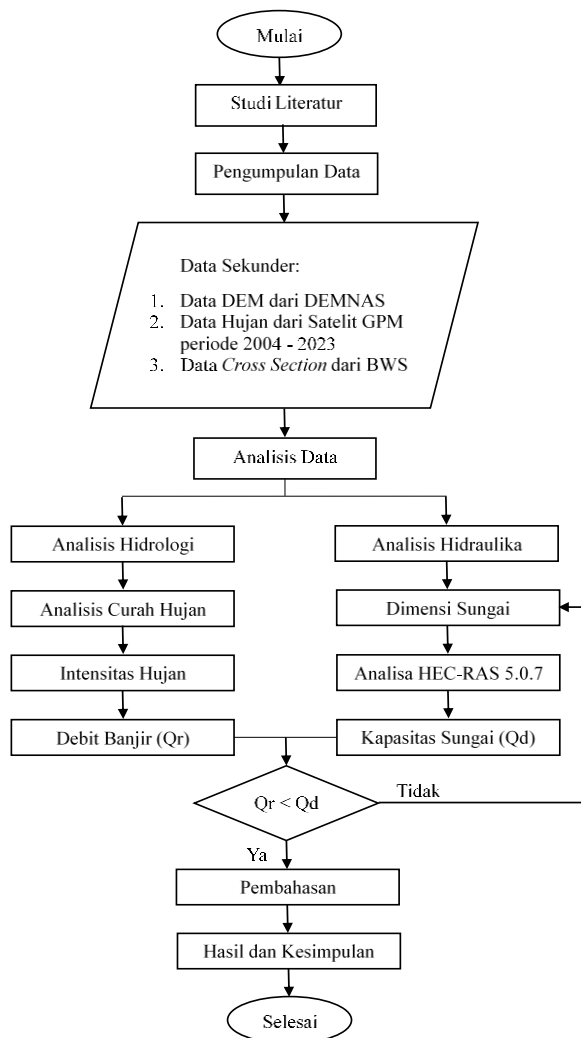 Mulai
Studi Literatur
Pengumpulan Data
Data Sekunder:
1. Data DEM dari DEMNAS
2. Data Hujan dari Satelit GPM
periode 2004 - 2023
3. Data Cross Section dari BWS
Analisis Data
Analisis Hidrologi
Analisis Curah Hujan
Intensitas Hujan
Debit Banjir (Qr)
Analisis Hidraulika
Dimensi Sungai
Analisa HEC-RAS 5.0.7
Kapasitas Sungai (Qd)
Qr < Qd
Tidak
Ya
Pembahasan
Hasil dan Kesimpulan
Selesai